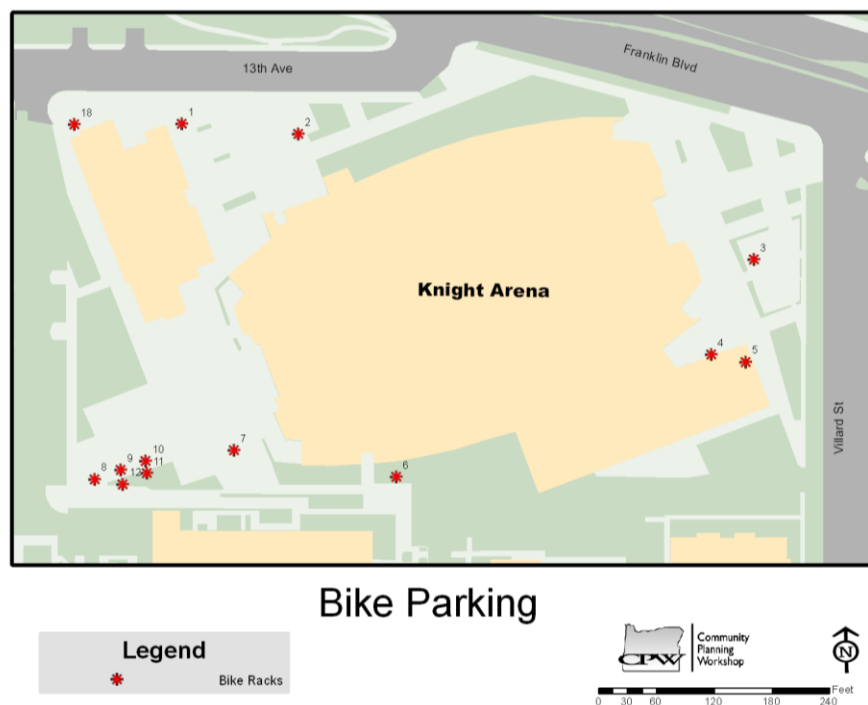 13th Ave
Franklin Blvd
18
1
2
3
Knight Arena
4
5
Villard St
7
10
9
11
8
12
6
Bike Parking
Legend
Bike Racks
CPW
Community
Planning
Workshop
N
Feet
0 15 30 60 120 180 240